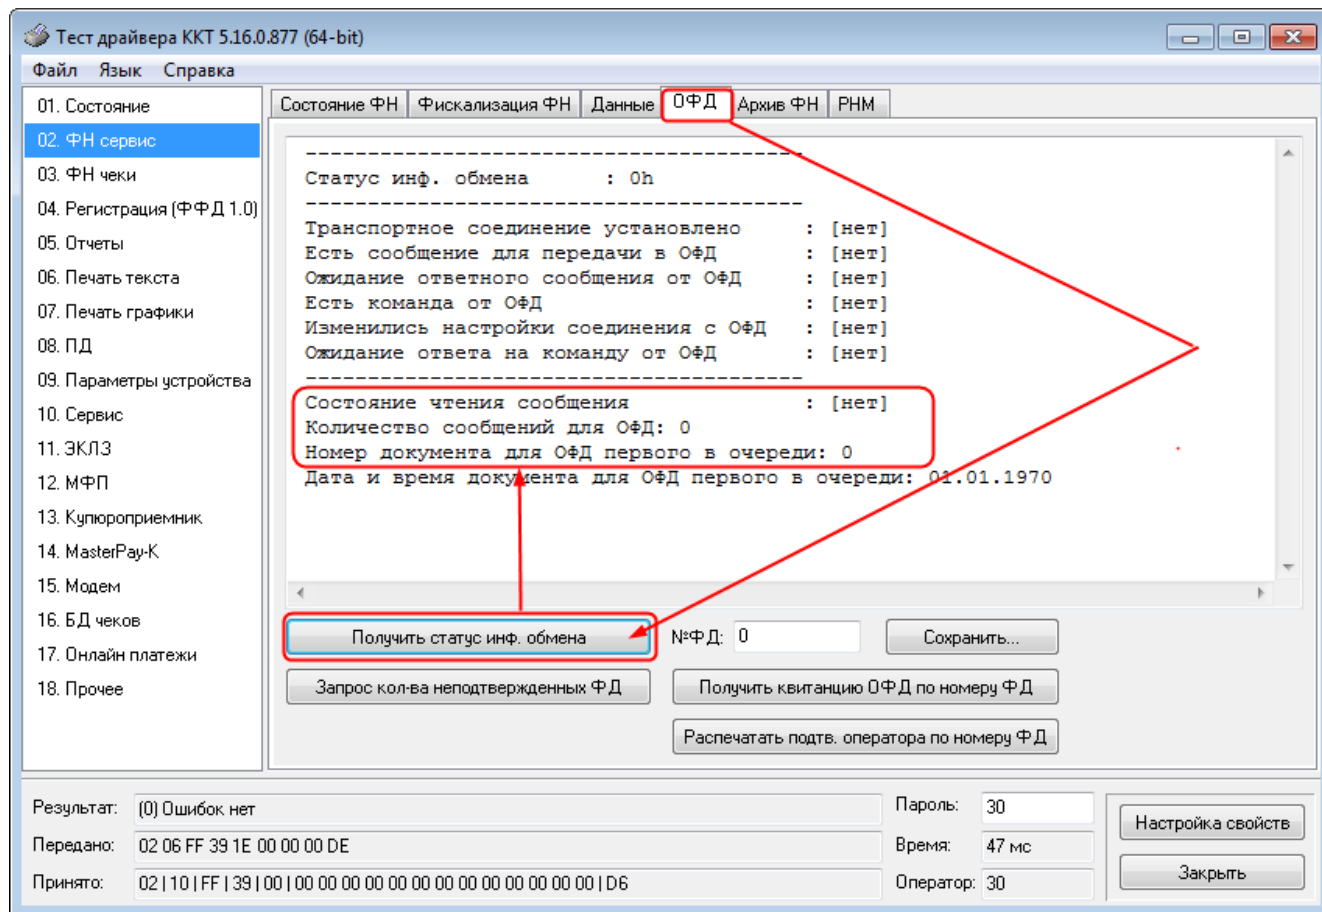 Тест драйвера ККТ 5.16.0.877 (64-bit)
Файл Язык Справка
01. Состояние
02. ФН сервис
03. ФН чеки
04. Регистрация (ФФД 1.0)
05. Отчеты
06. Печать текста
07. Печать графики
08. ПД
09. Параметры устройства
10. Сервис
11. ЭКЛЗ
12. МФП
13. Купюроприемник
14. MasterPay-K
15. Модем
16. БД чеков
17. Онлайн платежи
18. Прочее
Состояние ФН Фискализация ФН Данные ОФД Архив ФН РНМ
----------------------------------------
Статус инф. обмена : 0h
----------------------------------------
Транспортное соединение установлено : [нет]
Есть сообщение для передачи в ОФД : [нет]
Ожидание ответного сообщения от ОФД : [нет]
Есть команда от ОФД : [нет]
Изменились настройки соединения с ОФД : [нет]
Ожидание ответа на команду от ОФД : [нет]
----------------------------------------
Состояние чтения сообщения : [нет]
Количество сообщений для ОФД: 0
Номер документа для ОФД первого в очереди: 0
Дата и время документа для ОФД первого в очереди: 01.01.1970
Получить статус инф. обмена №ФД: 0 Сохранить...
Запрос кол-ва неподтвержденных ФД Получить квитанцию ОФД по номеру ФД
Распечатать подтв. оператора по номеру ФД
Результат: (0) Ошибок нет Пароль: 30
Передано: 02 06 FF 39 1E 00 00 00 DE Время: 47 мс
Принято: 02 | 10 | FF | 39 | 00 | 00 00 00 00 00 00 00 00 00 00 00 00 00 | D6 Оператор: 30
Настройка свойств
Закрыть